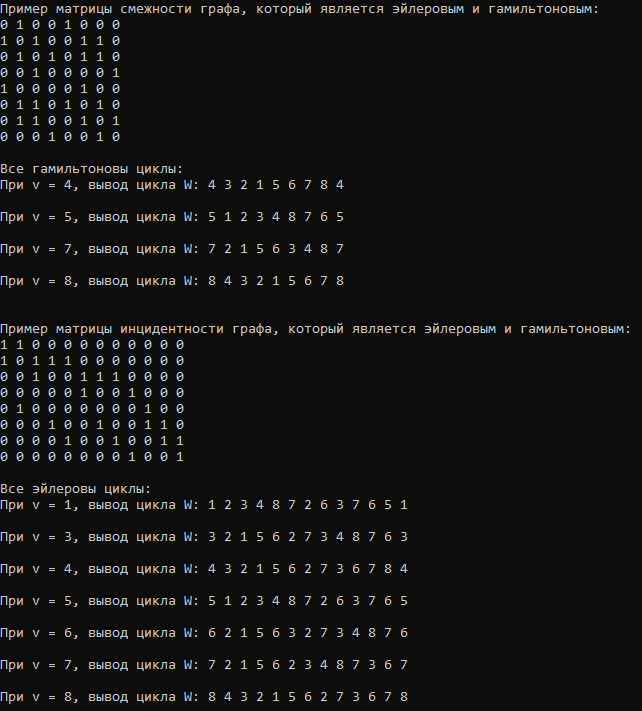 Пример матрицы смежности графа, который является эйлеровым и гамильтоновым:
0 1 0 0 1 0 0 0
1 0 1 0 0 1 1 0
0 1 0 1 0 1 1 0
0 0 1 0 0 0 0 1
1 0 0 0 0 1 0 0
0 1 1 0 1 0 1 0
0 1 1 0 0 1 0 1
0 0 0 1 0 0 1 0
Все гамильтоновы циклы:
При v = 4, вывод цикла W: 4 3 2 1 5 6 7 8 4
При v = 5, вывод цикла W: 5 1 2 3 4 8 7 6 5
При v = 7, вывод цикла W: 7 2 1 5 6 3 4 8 7
При v = 8, вывод цикла W: 8 4 3 2 1 5 6 7 8
Пример матрицы инцидентности графа, который является эйлеровым и гамильтоновым:
1 1 0 0 0 0 0 0 0 0 0 0
1 0 1 1 1 0 0 0 0 0 0 0
0 0 1 0 0 1 1 1 0 0 0 0
0 0 0 0 0 1 0 0 1 0 0 0
0 1 0 0 0 0 0 0 0 1 0 0
0 0 0 1 0 0 1 0 0 1 1 0
0 0 0 0 1 0 0 1 0 0 1 1
0 0 0 0 0 0 0 0 1 0 0 1
Все эйлеровы циклы:
При v = 1, вывод цикла W: 1 2 3 4 8 7 2 6 3 7 6 5 1
При v = 3, вывод цикла W: 3 2 1 5 6 2 7 3 4 8 7 6 3
При v = 4, вывод цикла W: 4 3 2 1 5 6 2 7 3 6 7 8 4
При v = 5, вывод цикла W: 5 1 2 3 4 8 7 2 6 3 7 6 5
При v = 6, вывод цикла W: 6 2 1 5 6 3 2 7 3 4 8 7 6
При v = 7, вывод цикла W: 7 2 1 5 6 2 3 4 8 7 3 6 7
При v = 8, вывод цикла W: 8 4 3 2 1 5 6 2 7 3 6 7 8